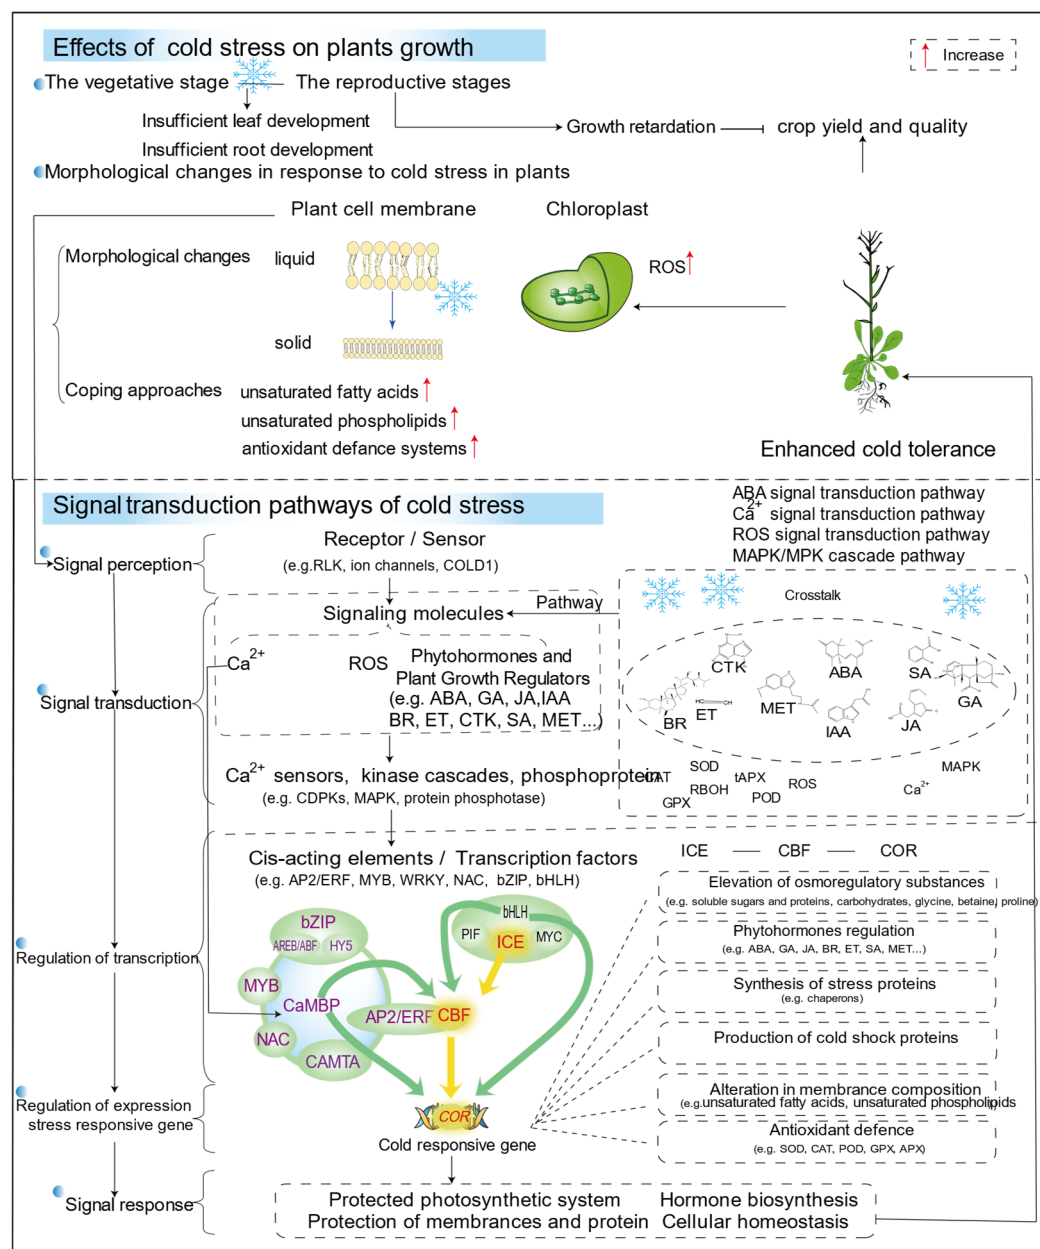 Effects of cold stress on plants growth
Increase
The vegetative stage
The reproductive stages
Insufficient leaf development
Insufficient root development
Growth retardation
crop yield and quality
Morphological changes in response to cold stress in plants
Plant cell membrane
Chloroplast
Morphological changes
liquid
ROS
solid
Coping approaches
unsaturated fatty acids
unsaturated phospholipids
antioxidant defance systems
Enhanced cold tolerance
Signal transduction pathways of cold stress
ABA signal transduction pathway
Ca2+ signal transduction pathway
ROS signal transduction pathway
MAPK/MPK cascade pathway
Signal perception
Receptor / Sensor
(e.g.RLK, ion channels, COLD1)
Signaling molecules
Pathway
Crosstalk
Signal transduction
Ca2+
ROS
Phytohormones and
Plant Growth Regulators
(e.g. ABA, GA, JA,IAA
BR, ET, CTK, SA, MET...)
CTK
ABA
SA
GA
BR
ET
MET
IAA
JA
Ca2+ sensors, kinase cascades, phosphoprotein
(e.g. CDPKs, MAPK, protein phosphotase)
CAT
SOD
RBOH
GPX
tAPX
POD
ROS
Ca2+
MAPK
Cis-acting elements / Transcription factors
(e.g. AP2/ERF, MYB, WRKY, NAC, bZIP, bHLH)
ICE
CBF
COR
Regulation of transcription
bZIP
AREB/ABF
HY5
MYB
CaMBP
NAC
CAMTA
AP2/ERF
CBF
bHLH
PIF
ICE
MYC
Elevation of osmoregulatory substances
(e.g. soluble sugars and proteins, carbohydrates, glycine, betaine, proline)
Phytohormones regulation
(e.g. ABA, GA, JA, BR, ET, SA, MET...)
Synthesis of stress proteins
(e.g. chaperons)
Production of cold shock proteins
Alteration in membrance composition
(e.g.unsaturated fatty acids, unsaturated phospholipids)
Antioxidant defence
(e.g. SOD, CAT, POD, GPX, APX)
Regulation of expression
stress responsive gene
COR
Cold responsive gene
Signal response
Protected photosynthetic system
Hormone biosynthesis
Protection of membrances and protein
Cellular homeostasis